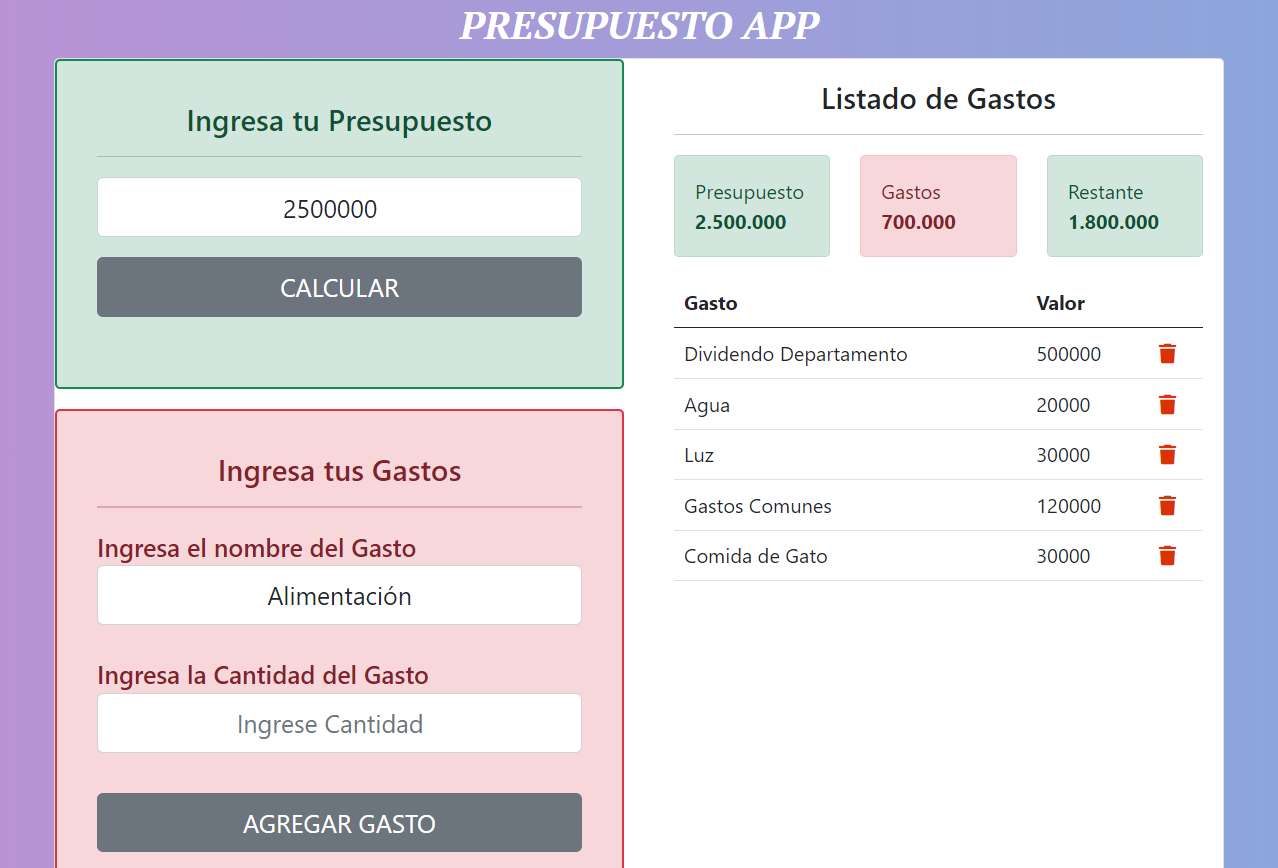 PRESUPUESTO APP
Ingresa tu Presupuesto
2500000
CALCULAR
Ingresa tus Gastos
Ingresa el nombre del Gasto
Alimentación
Ingresa la Cantidad del Gasto
Ingrese Cantidad
AGREGAR GASTO
Listado de Gastos
Presupuesto
2.500.000
Gastos
700.000
Restante
1.800.000
Gasto Valor
Dividendo Departamento 500000
Agua 20000
Luz 30000
Gastos Comunes 120000
Comida de Gato 30000